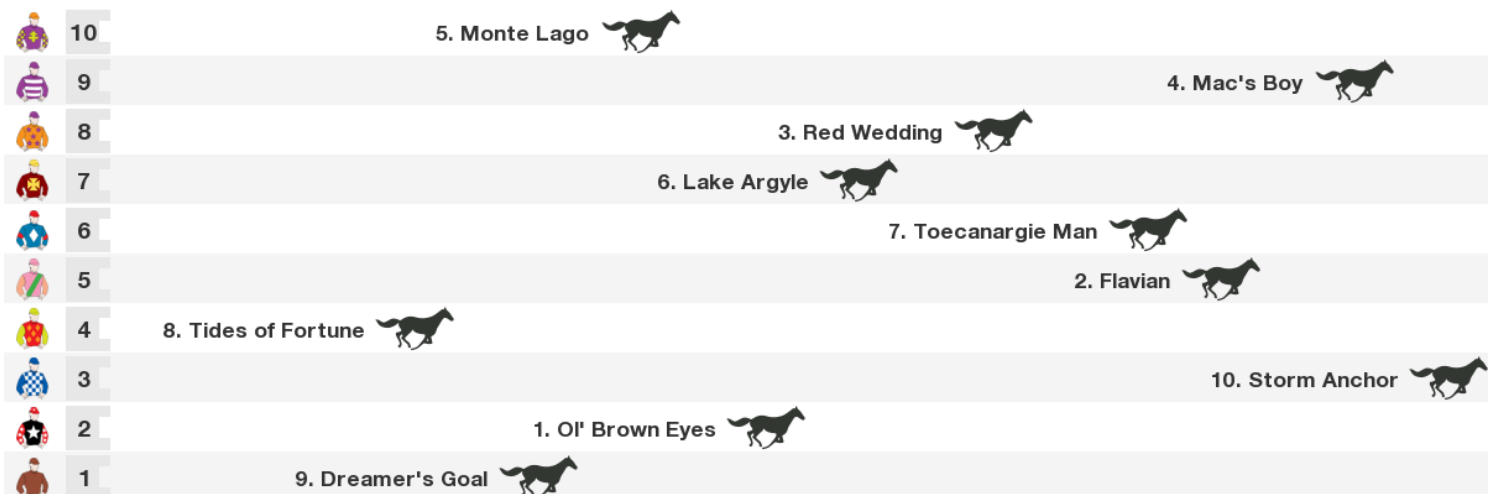 10 5. Monte Lago
9 4. Mac's Boy
8 3. Red Wedding
7 6. Lake Argyle
6 7. Toecanargie Man
5 2. Flavian
4 8. Tides of Fortune
3 10. Storm Anchor
2 1. Ol' Brown Eyes
1 9. Dreamer's Goal